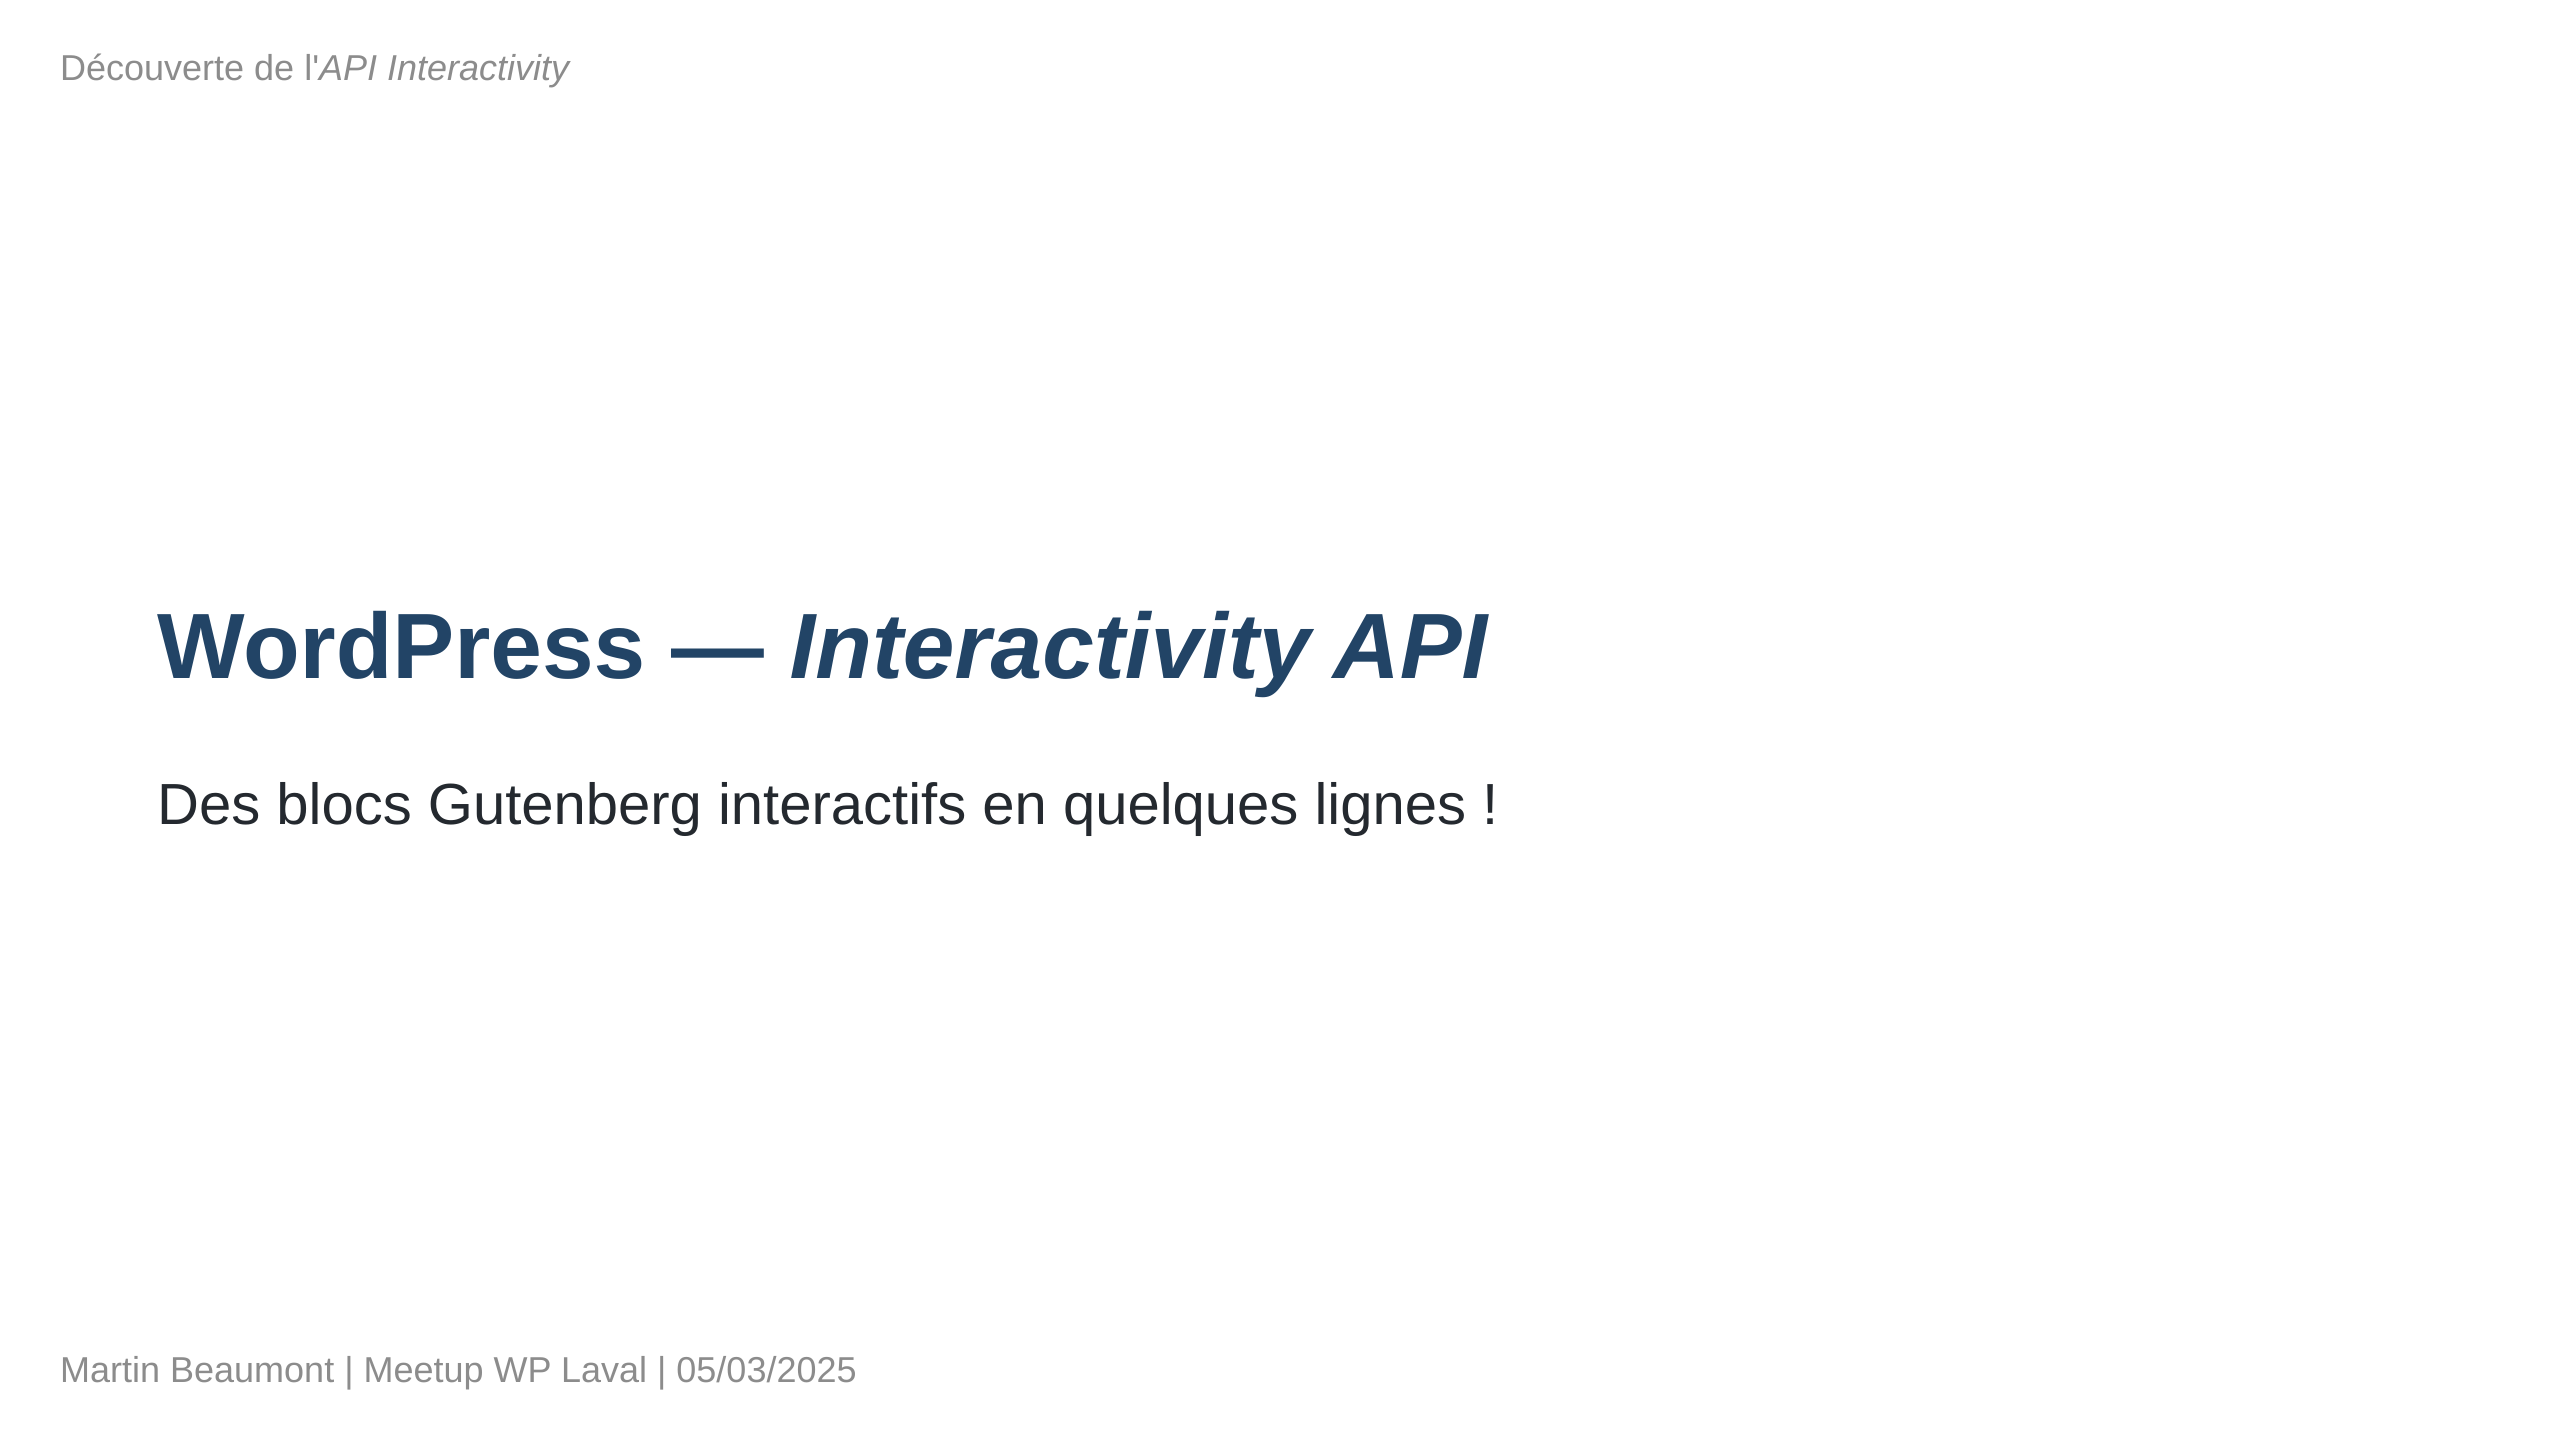 Découverte de l'API Interactivity
WordPress — Interactivity API
Des blocs Gutenberg interactifs en quelques lignes !
Martin Beaumont | Meetup WP Laval | 05/03/2025